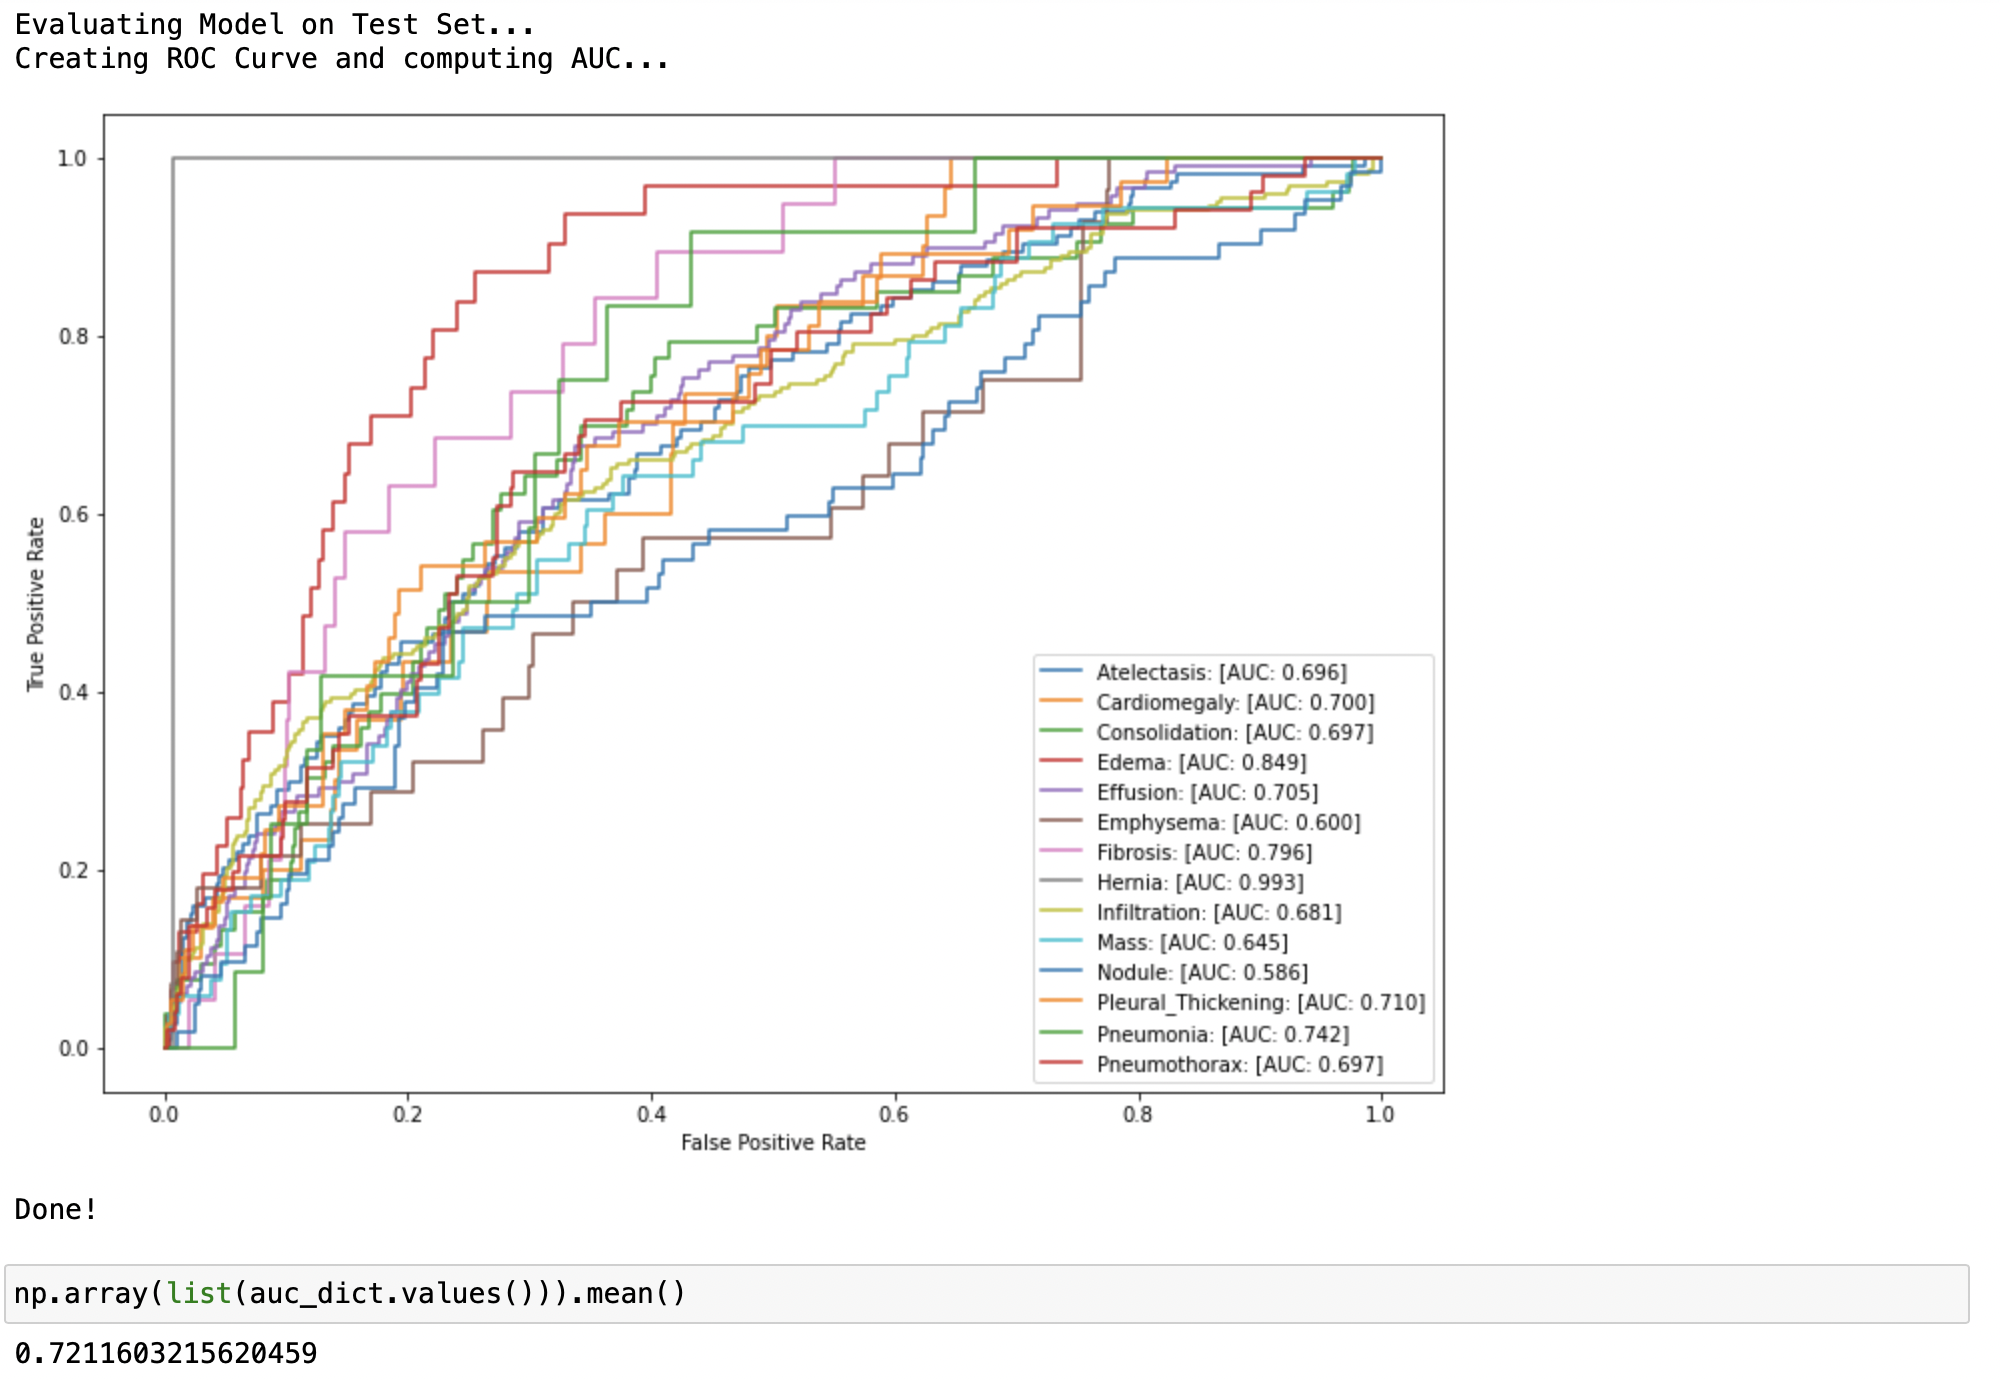 Evaluating Model on Test Set...
Creating ROC Curve and computing AUC...
1.0
0.8
0.6
0.4
0.2
0.0
True Positive Rate
Atelectasis: [AUC: 0.696]
Cardiomegaly: [AUC: 0.700]
Consolidation: [AUC: 0.697]
Edema: [AUC: 0.849]
Effusion: [AUC: 0.705]
Emphysema: [AUC: 0.600]
Fibrosis: [AUC: 0.796]
Hernia: [AUC: 0.993]
Infiltration: [AUC: 0.681]
Mass: [AUC: 0.645]
Nodule: [AUC: 0.586]
Pleural_Thickening: [AUC: 0.710]
Pneumonia: [AUC: 0.742]
Pneumothorax: [AUC: 0.697]
0.0 0.2 0.4 0.6 0.8 1.0
False Positive Rate
Done!
np.array(list(auc_dict.values())).mean()
0.7211603215620459